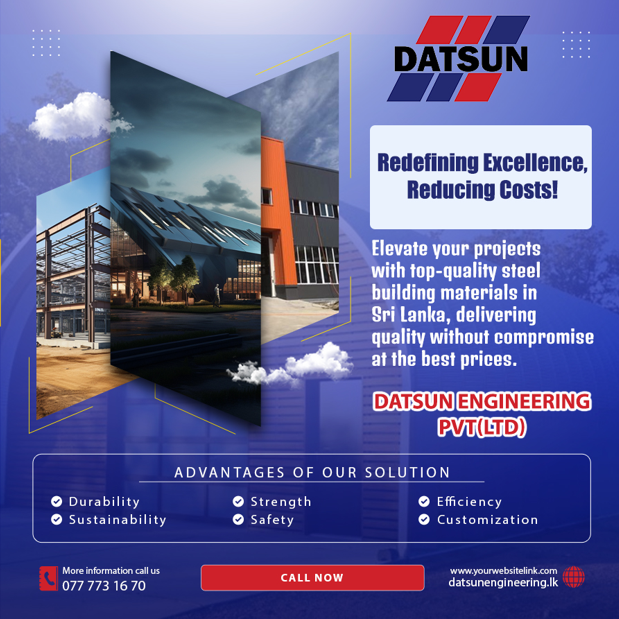 DATSUN
Redefining Excellence,
Reducing Costs!
Elevate your projects
with top-quality steel
building materials in
Sri Lanka, delivering
quality without compromise
at the best prices.
DATSUN ENGINEERING
PVT(LTD)
ADVANTAGES OF OUR SOLUTION
Durability
Strength
Efficiency
Sustainability
Safety
Customization
More information call us
077 773 16 70
CALL NOW
www.yourwebsitelink.com
datsunengineering.lk